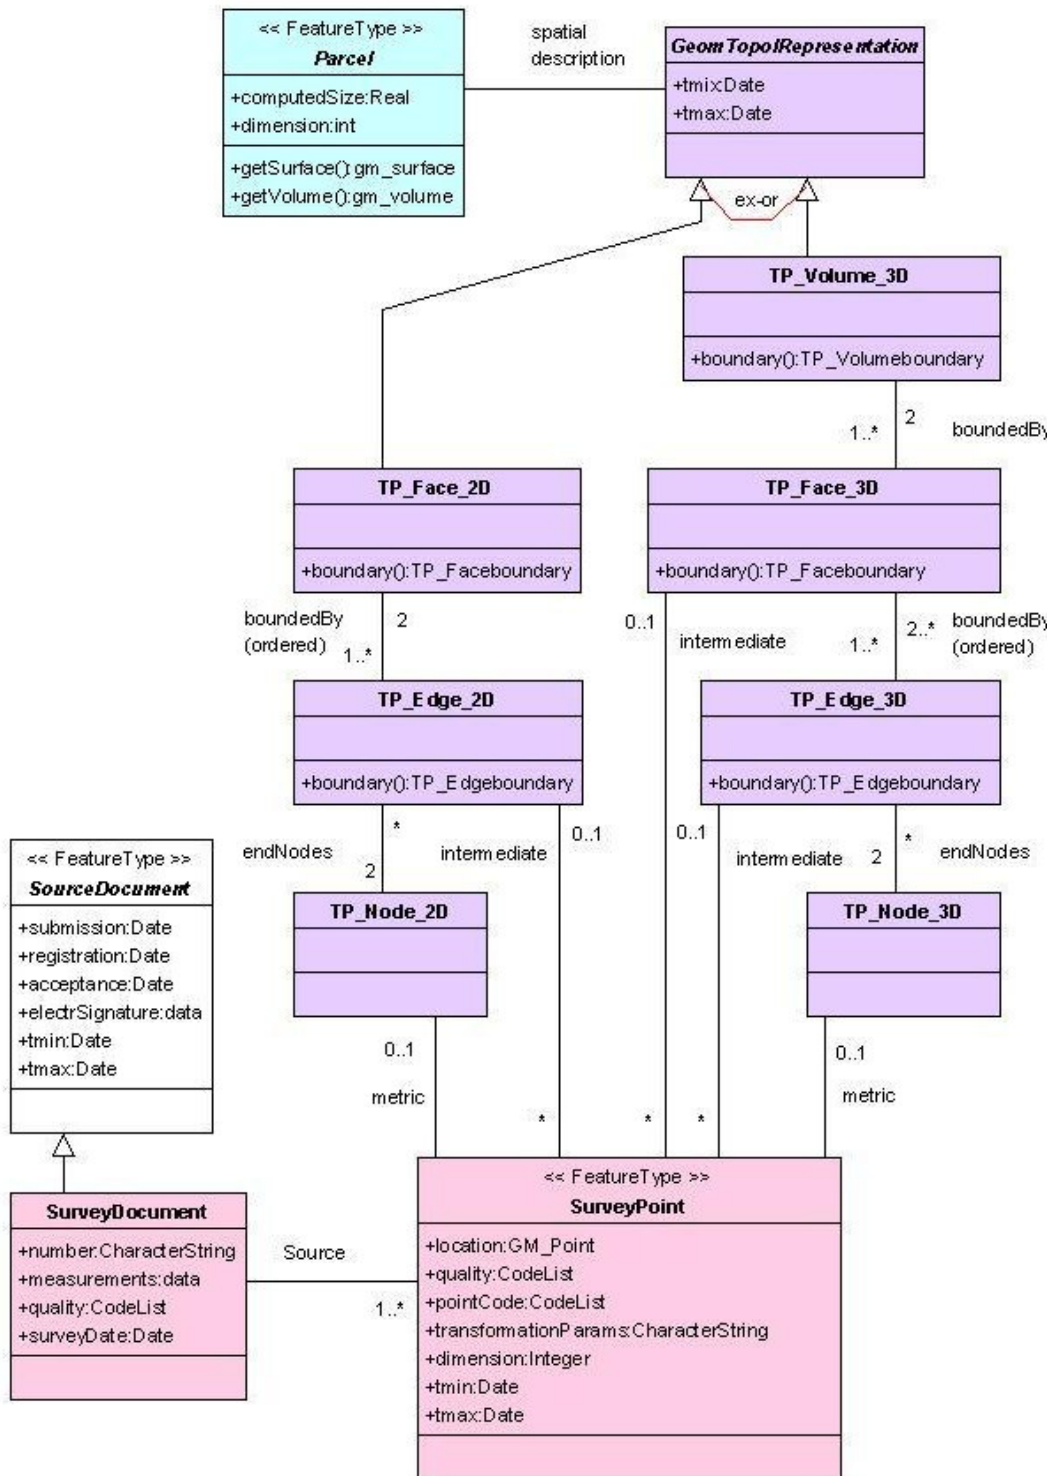 << FeatureType >>
Parcel
+computedSize:Real
+dimension:int
+getSurface():gm_surface
+getVolume():gm_volume
spatial
description
GeomTopolRepresentation
+tmix:Date
+tmax:Date
ex-or
TP_Volume_3D
+boundary():TP_Volumeboundary
2
1..*
boundedBy
TP_Face_2D
+boundary():TP_Faceboundary
TP_Face_3D
+boundary():TP_Faceboundary
boundedBy
(ordered)
2
1..*
0..1
intermediate
1..*
2..*
boundedBy
(ordered)
TP_Edge_2D
+boundary():TP_Edgeboundary
TP_Edge_3D
+boundary():TP_Edgeboundary
endNodes
*
2
intermediate
0..1
0..1
intermediate
2
*
endNodes
<< FeatureType >>
SourceDocument
+submission:Date
+registration:Date
+acceptance:Date
+electrSignature:data
+tmin:Date
+tmax:Date
TP_Node_2D
TP_Node_3D
0..1
metric
*
*
*
0..1
metric
SurveyDocument
+number:CharacterString
+measurements:data
+quality:CodeList
+surveyDate:Date
Source
1..*
<< FeatureType >>
SurveyPoint
+location:GM_Point
+quality:CodeList
+pointCode:CodeList
+transformationParams:CharacterString
+dimension:Integer
+tmin:Date
+tmax:Date